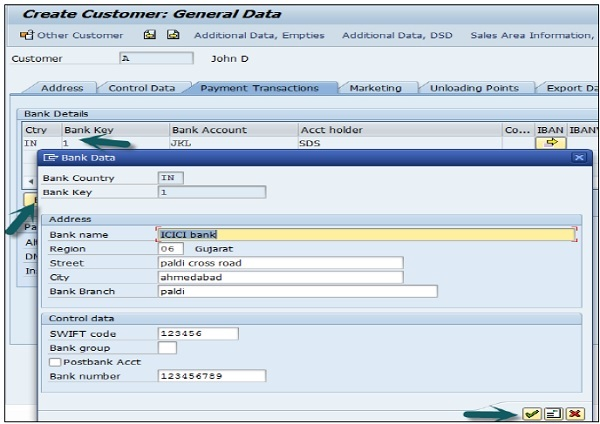 Create Customer: General Data
Other Customer Additional Data, Empties Additional Data, DSD Sales Area Information,
Customer A John D
Address Control Data Payment Transactions Marketing Unloading Points Export Da
Bank Details
Ctry Bank Key Bank Account Acct holder Co... IBAN IBAN
IN 1 JKL SDS
Bank Data
Bank Country IN
Bank Key 1
Address
Pa
Bank name ICICI bank
Al
Region 06 Gujarat
DM
Street paldi cross road
In
City ahmedabad
Bank Branch paldi
Control data
SWIFT code 123456
Bank group
Postbank Acct
Bank number 123456789